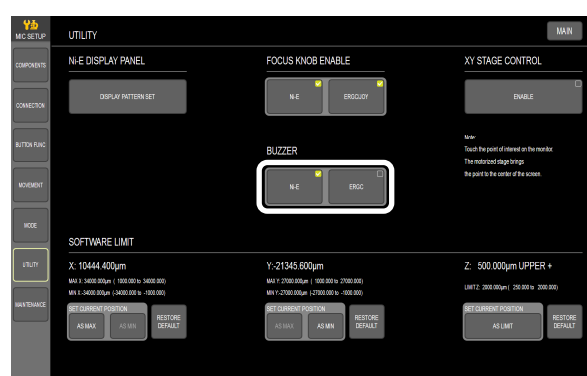 MIC SETUP
UTILITY
MAIN
COMPONENTS
CONNECTION
BUTTON FUNC
MOVEMENT
MODE
UTILITY
MAINTENANCE
Ni-E DISPLAY PANEL
DISPLAY PATTERN SET
FOCUS KNOB ENABLE
Ni-E
ERGOJOY
XY STAGE CONTROL
ENABLE
Note:
Touch the point of interest on the monitor.
The motorized stage brings
the point to the center of the screen.
BUZZER
Ni-E
ERGC
SOFTWARE LIMIT
X: 10444.400µm
MAX X: 34000.000µm ( 1000.000 to 34000.000)
MIN X:-34000.000µm (-34000.000 to -1000.000)
SET CURRENT POSITION
AS MAX
AS MIN
RESTORE
DEFAULT
Y:-21345.600µm
MAX Y: 27000.000µm ( 1000.000 to 27000.000)
MIN Y:-27000.000µm (-27000.000 to -1000.000)
SET CURRENT POSITION
AS MAX
AS MIN
RESTORE
DEFAULT
Z: 500.000µm UPPER +
LIMIT Z: 2000.000µm ( 250.000 to 2000.000)
SET CURRENT POSITION
AS LIMIT
RESTORE
DEFAULT